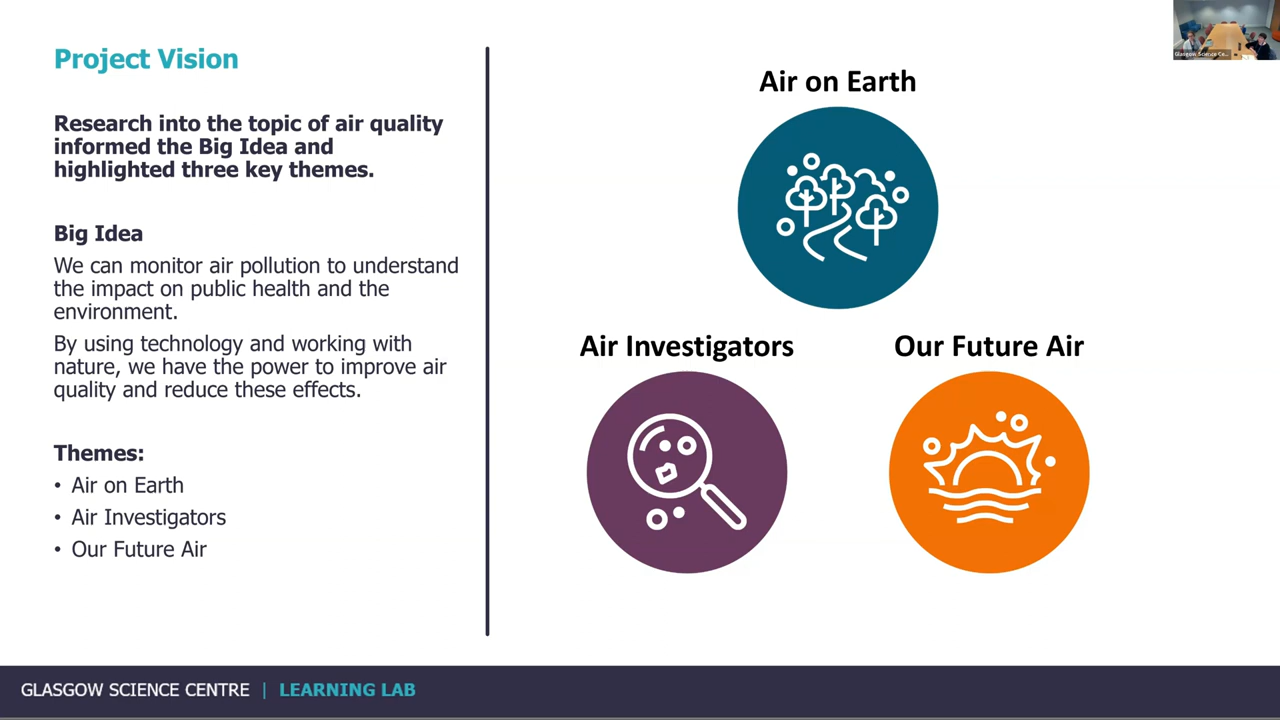 Project Vision
Research into the topic of air quality
informed the Big Idea and
highlighted three key themes.
Big Idea
We can monitor air pollution to understand
the impact on public health and the
environment.
By using technology and working with
nature, we have the power to improve air
quality and reduce these effects.
Themes:
• Air on Earth
• Air Investigators
• Our Future Air
Air on Earth
Air Investigators
Our Future Air
Glasgow Science Ce...
GLASGOW SCIENCE CENTRE | LEARNING LAB